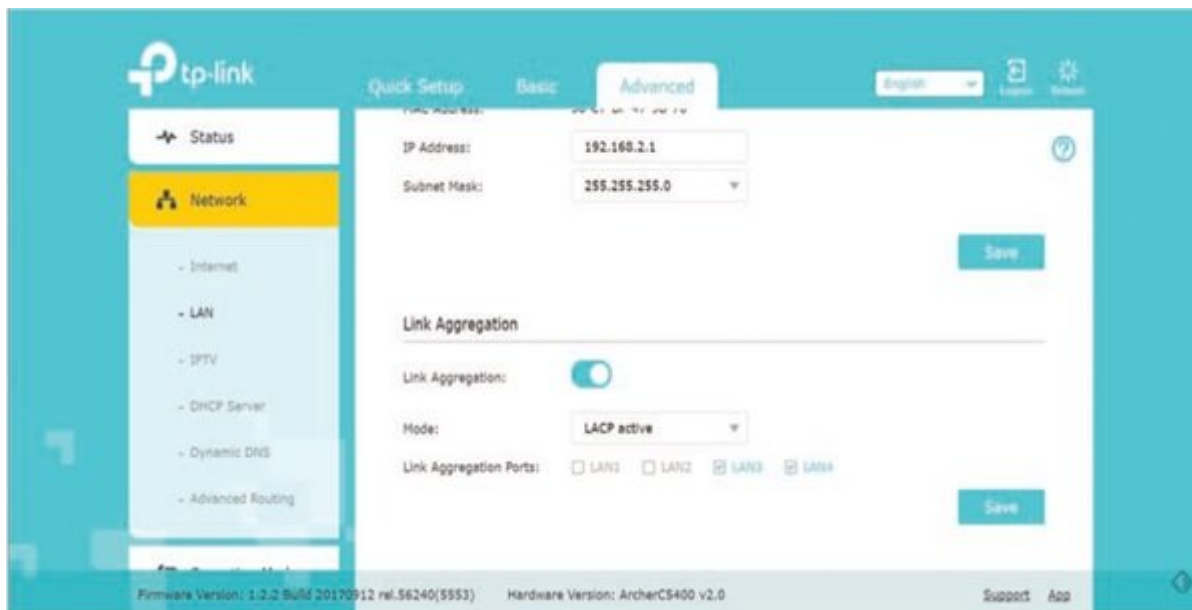 tp-link
Quick Setup Basic Advanced English Logout Reboot
Status
MAC Address:
IP Address: 192.168.2.1
Subnet Mask: 255.255.255.0
Network
Save
- Internet
- LAN
Link Aggregation
- IPTV
Link Aggregation:
- DHCP Server
Mode: LACP active
- Dynamic DNS
Link Aggregation Ports: LAN1 LAN2 LAN3 LAN4
- Advanced Routing
Save
Firmware Version: 1.2.2 Build 20170912 rel.56240(5553) Hardware Version: ArcherC5400 v2.0 Support App